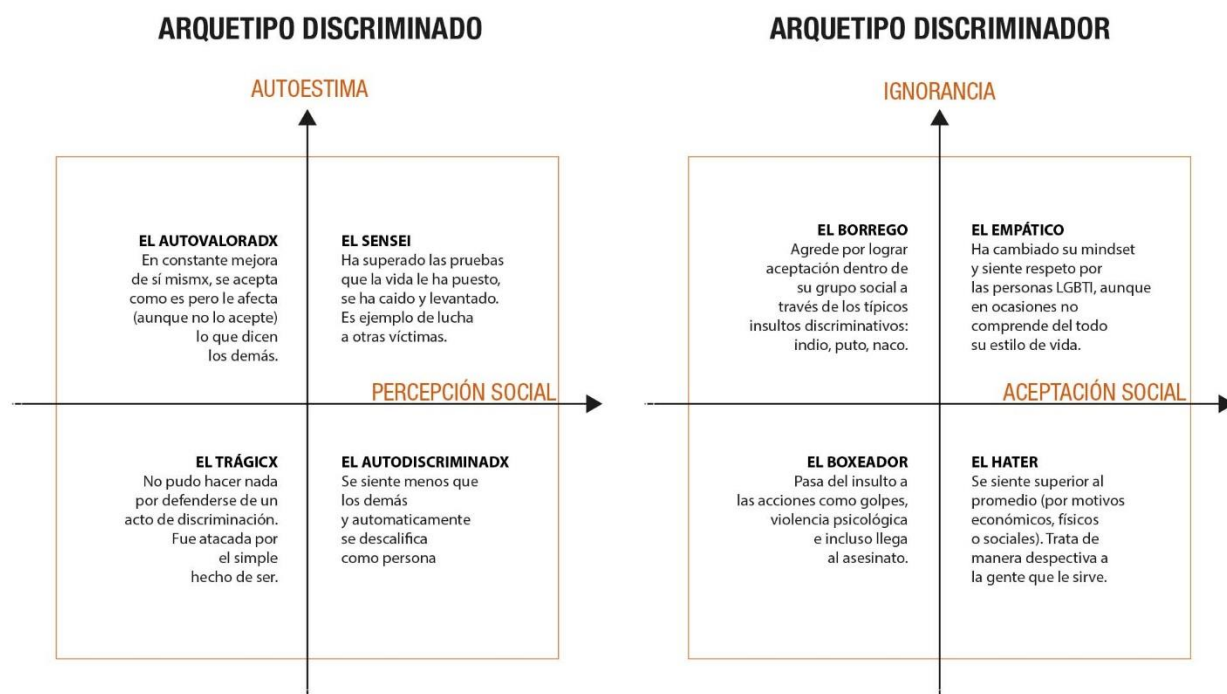 ARQUETIPO DISCRIMINADO
AUTOESTIMA
EL AUTOVALORADX
En constante mejora
de sí mismx, se acepta
como es pero le afecta
(aunque no lo acepte)
lo que dicen
los demás.
EL SENSEI
Ha superado las pruebas
que la vida le ha puesto,
se ha caido y levantado.
Es ejemplo de lucha
a otras víctimas.
PERCEPCIÓN SOCIAL
EL TRÁGICX
No pudo hacer nada
por defenderse de un
acto de discriminación.
Fue atacada por
el simple
hecho de ser.
EL AUTODISCRIMINADX
Se siente menos que
los demás
y automaticamente
se descalifica
como persona
ARQUETIPO DISCRIMINADOR
IGNORANCIA
EL BORREGO
Agrede por lograr
aceptación dentro de
su grupo social a
través de los típicos
insultos discriminativos:
indio, puto, naco.
EL EMPÁTICO
Ha cambiado su mindset
y siente respeto por
las personas LGBTI, aunque
en ocasiones no
comprende del todo
su estilo de vida.
ACEPTACIÓN SOCIAL
EL BOXEADOR
Pasa del insulto a
las acciones como golpes,
violencia psicológica
e incluso llega
al asesinato.
EL HATER
Se siente superior al
promedio (por motivos
económicos, físicos
o sociales). Trata de
manera despectiva a
la gente que le sirve.